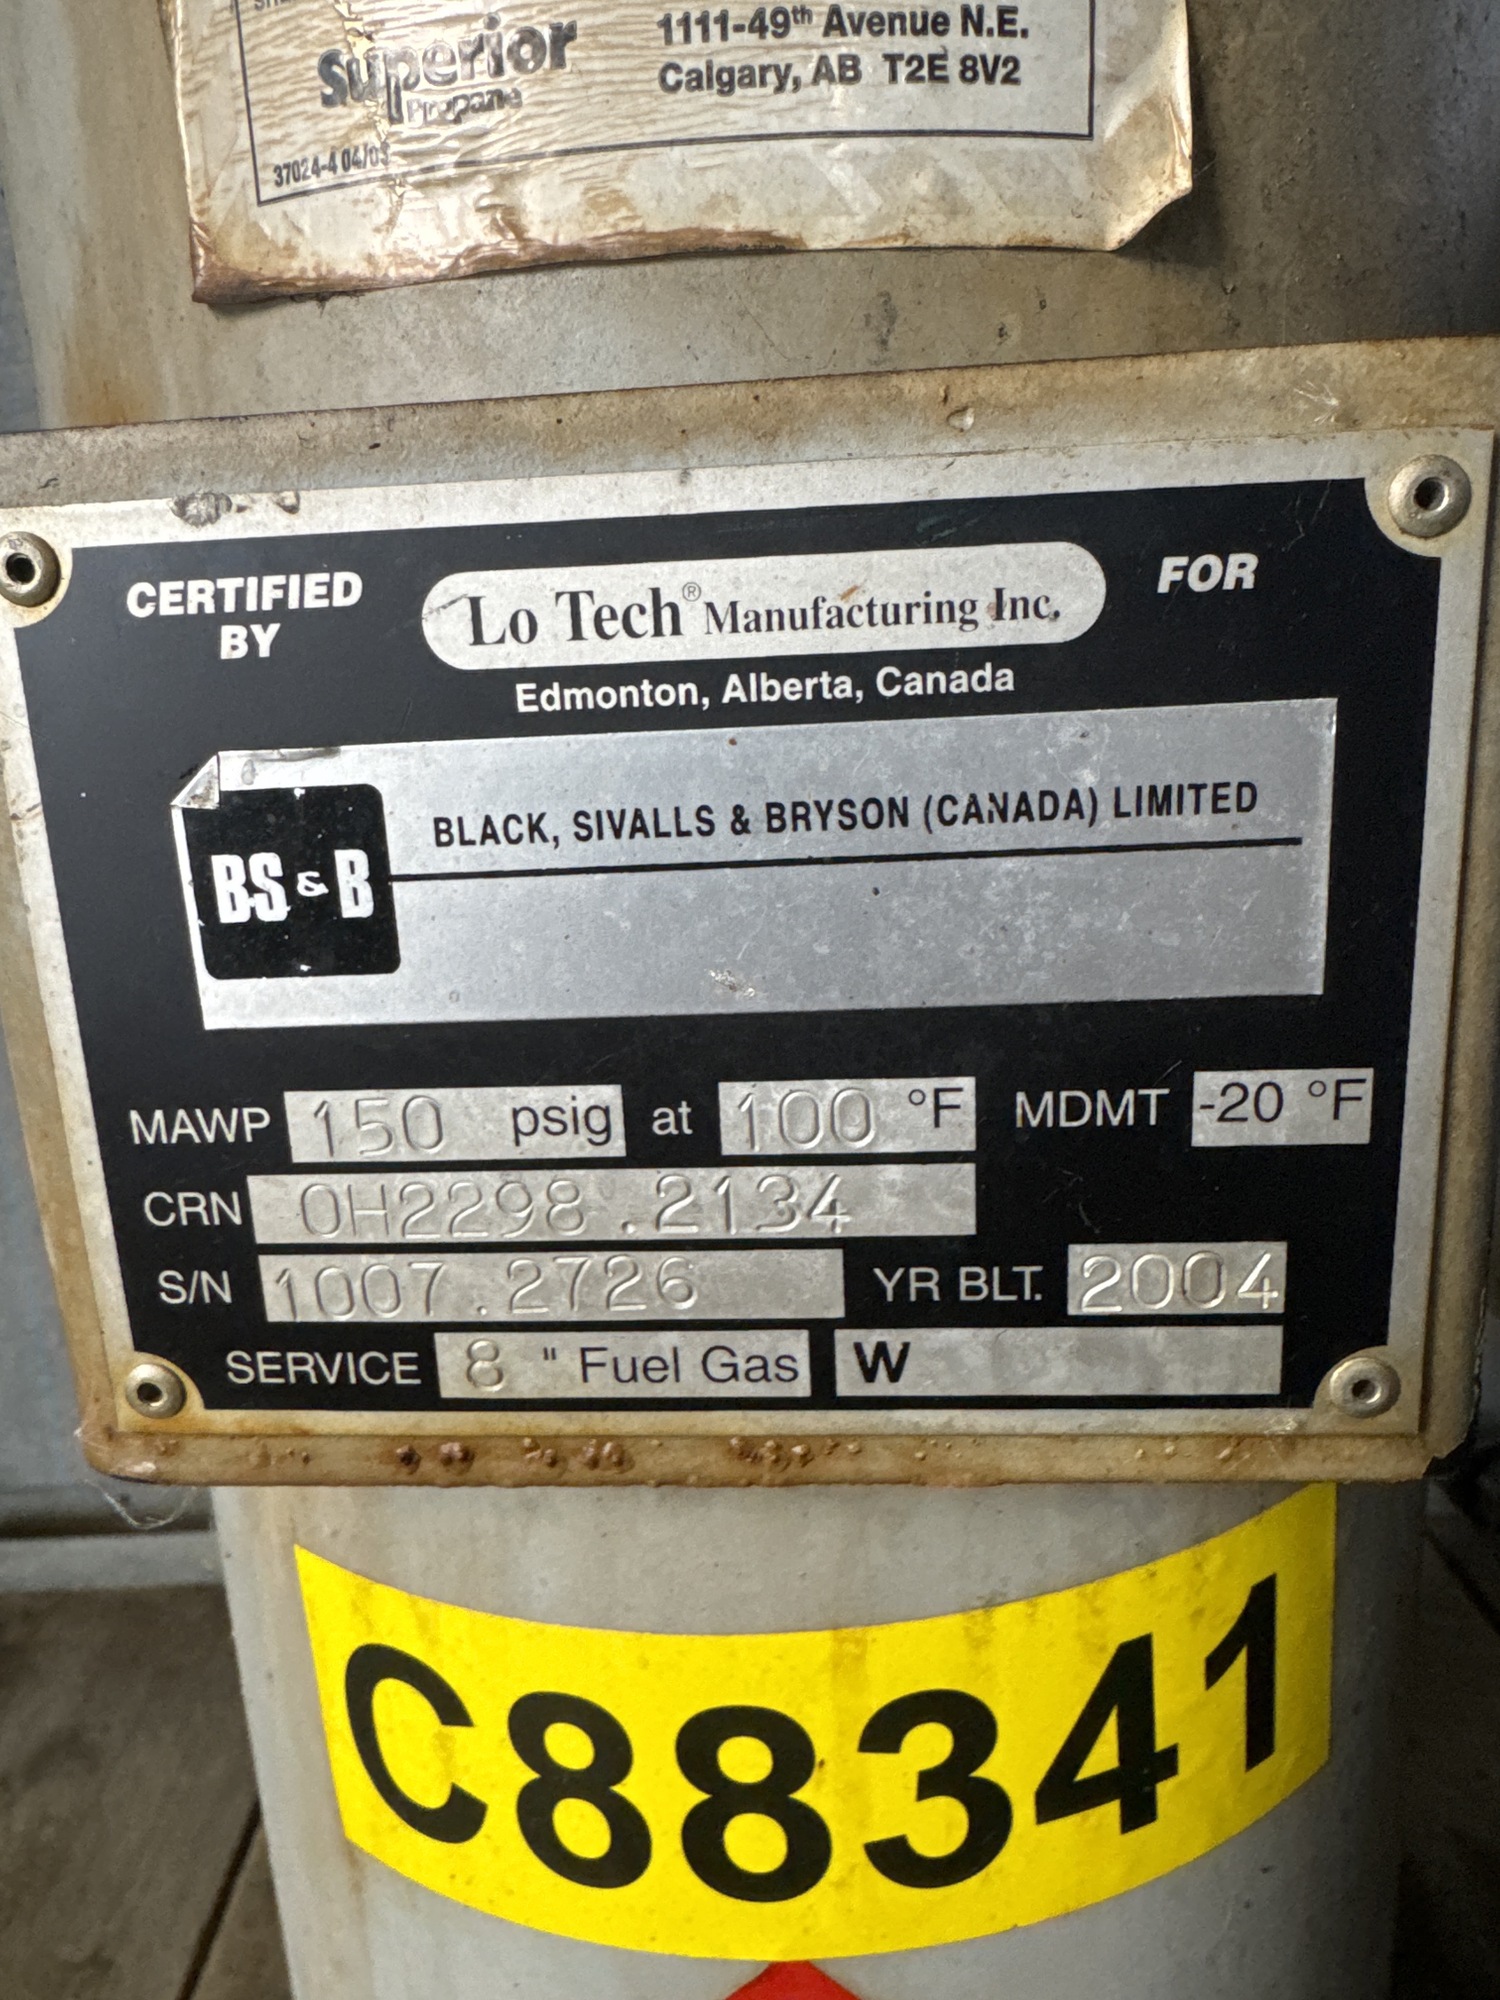 Superior
Propane
1111-49th Avenue N.E.
Calgary, AB T2E 8V2
37024-4 04/03
CERTIFIED BY
Lo Tech® Manufacturing Inc.
FOR
Edmonton, Alberta, Canada
BS&B
BLACK, SIVALLS & BRYSON (CANADA) LIMITED
MAWP 150 psig at 100 °F MDMT -20 °F
CRN 0H2298.2134
S/N 1007.2726 YR BLT. 2004
SERVICE 8 " Fuel Gas W
C88341